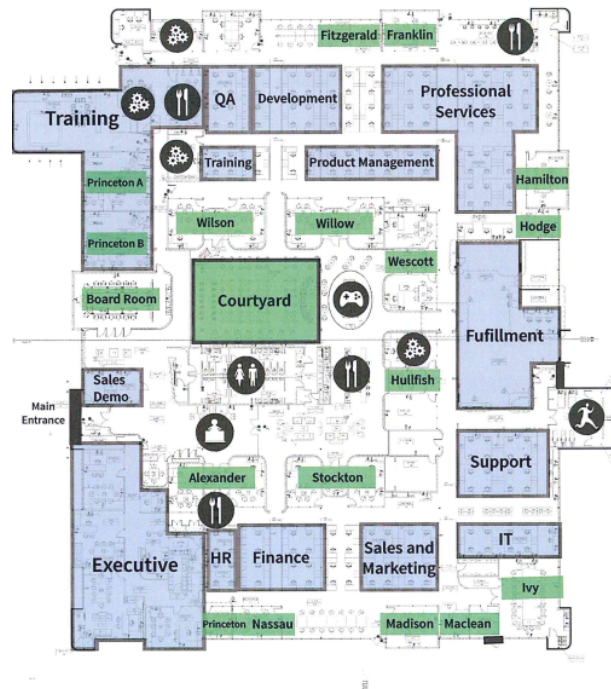 Fitzgerald
Franklin
Training
QA
Development
Professional
Services
Training
Product Management
Princeton A
Hamilton
Wilson
Willow
Hodge
Princeton B
Wescott
Board Room
Courtyard
Fufillment
Sales
Demo
Hullfish
Main
Entrance
Alexander
Stockton
Support
Executive
HR
Finance
Sales and
Marketing
IT
Ivy
Princeton
Nassau
Madison
Maclean